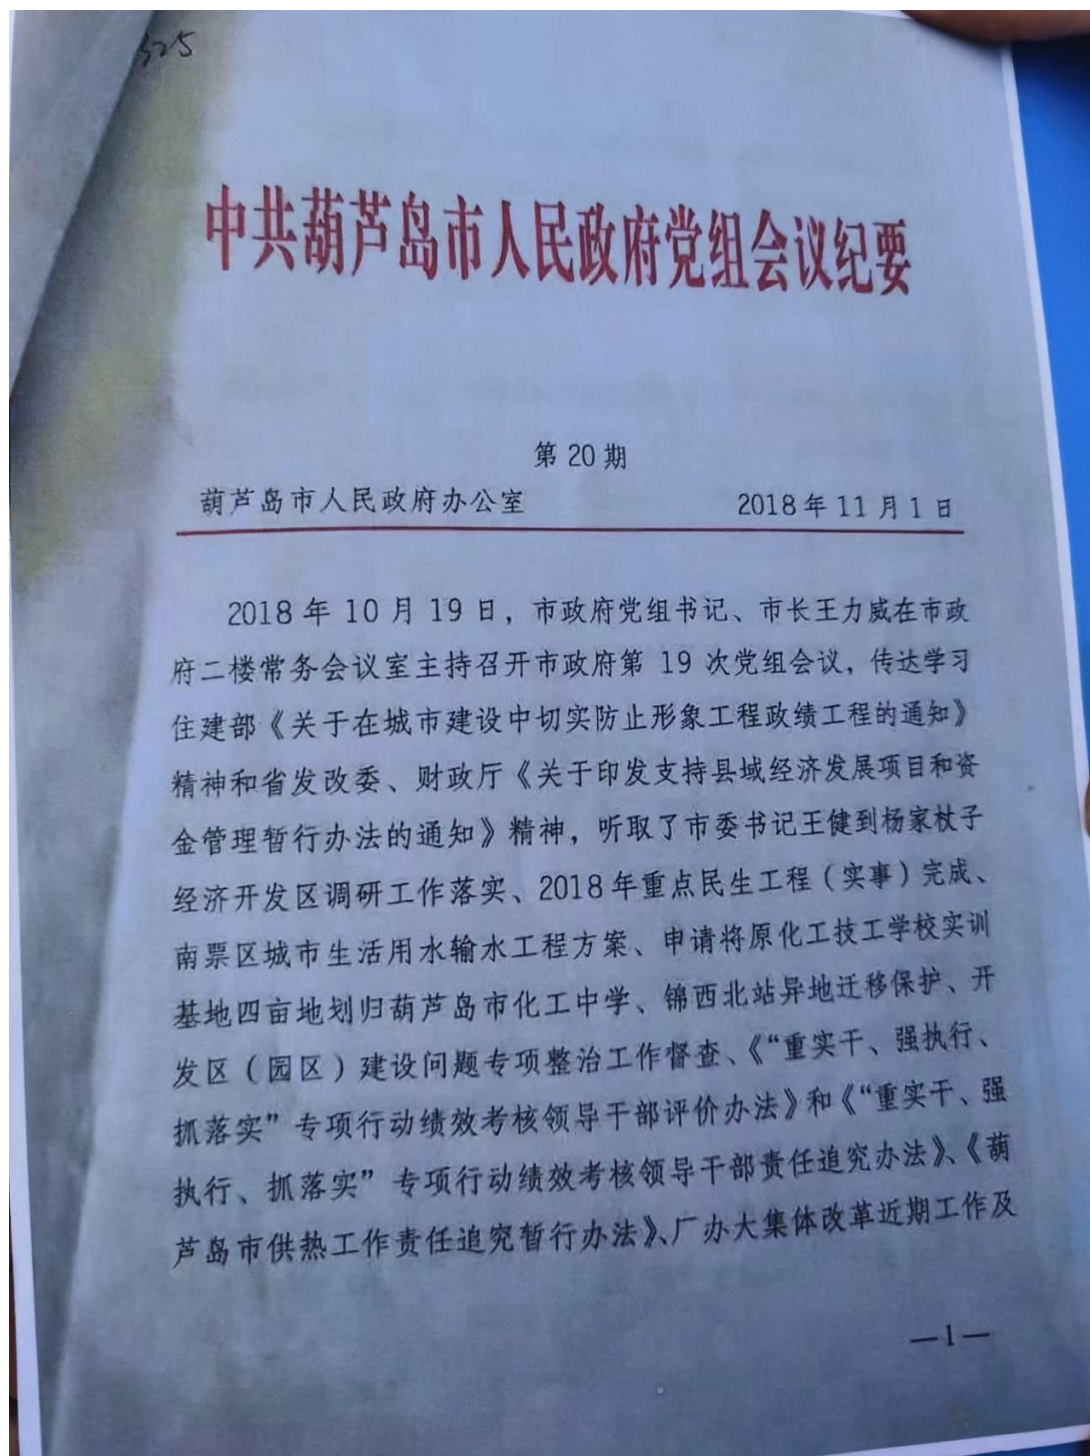 325
中共葫芦岛市人民政府党组会议纪要
第 20 期
葫芦岛市人民政府办公室 2018 年 11 月 1 日
2018 年 10 月 19 日，市政府党组书记、市长王力威在市政
府二楼常务会议室主持召开市政府第 19 次党组会议，传达学习
住建部《关于在城市建设中切实防止形象工程政绩工程的通知》
精神和省发改委、财政厅《关于印发支持县域经济发展项目和资
金管理暂行办法的通知》精神，听取了市委书记王健到杨家杖子
经济开发区调研工作落实、2018 年重点民生工程（实事）完成、
南票区城市生活用水输水工程方案、申请将原化工技工学校实训
基地四亩地划归葫芦岛市化工中学、锦西北站异地迁移保护、开
发区（园区）建设问题专项整治工作督查、《“重实干、强执行、
抓落实”专项行动绩效考核领导干部评价办法》和《“重实干、强
执行、抓落实”专项行动绩效考核领导干部责任追究办法》、《葫
芦岛市供热工作责任追究暂行办法》、厂办大集体改革近期工作及
—1—